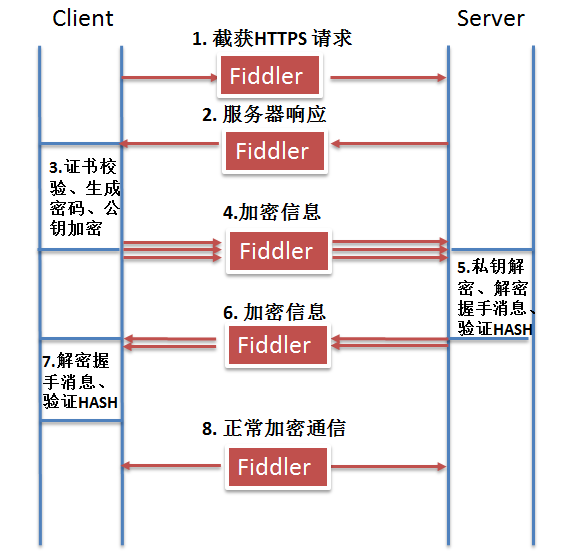 Client
Server
1. 截获HTTPS 请求
Fiddler
2. 服务器响应
Fiddler
3.证书校
验、生成
密码、公
钥加密
4.加密信息
Fiddler
5.私钥解
密、解密
握手消息、
验证HASH
6. 加密信息
Fiddler
7.解密握
手消息、
验证HASH
8. 正常加密通信
Fiddler